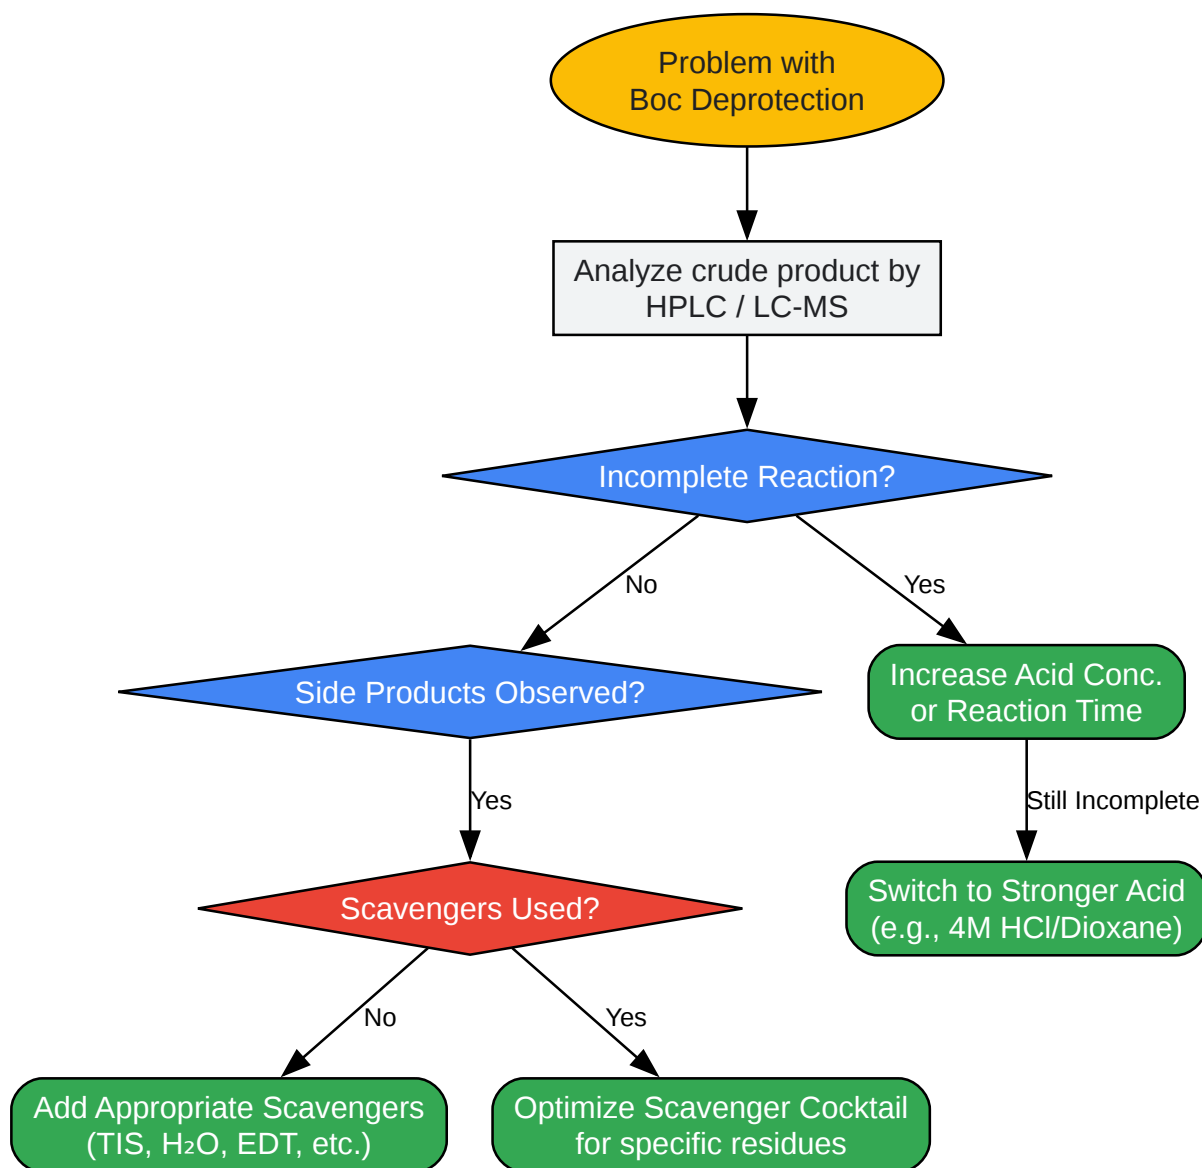 Problem with
Boc Deprotection
Analyze crude product by
HPLC / LC-MS
Incomplete Reaction?
No
Yes
Side Products Observed?
Increase Acid Conc.
or Reaction Time
Yes
Still Incomplete
Scavengers Used?
Switch to Stronger Acid
(e.g., 4M HCl/Dioxane)
No
Yes
Add Appropriate Scavengers
(TIS, H₂O, EDT, etc.)
Optimize Scavenger Cocktail
for specific residues